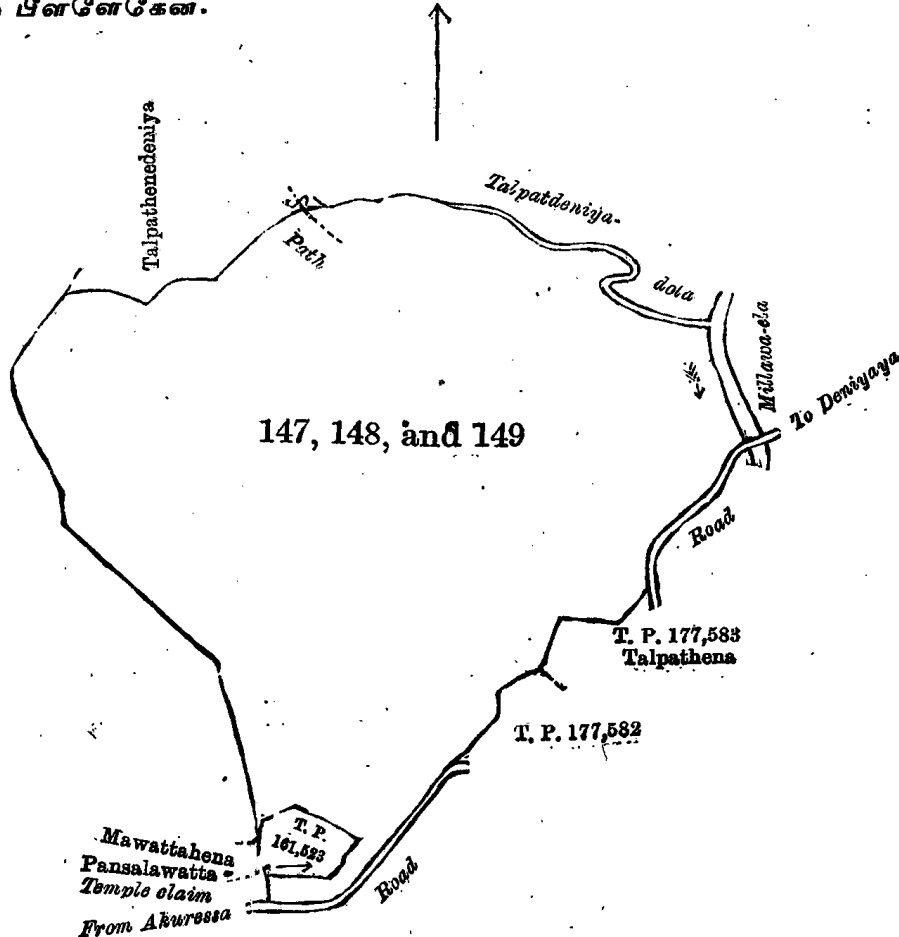 பிள்ளேகேன.
Talpathenedeniya
Talpatdeniya-
Path
dola
Millawa-ela
To Deniyaya
147, 148, and 149
Road
T. P. 177,583
Talpathena
T. P. 177,582
T. P.
161,523
Mawattahena
Pansalawatta
Temple claim
From Akuressa
Road